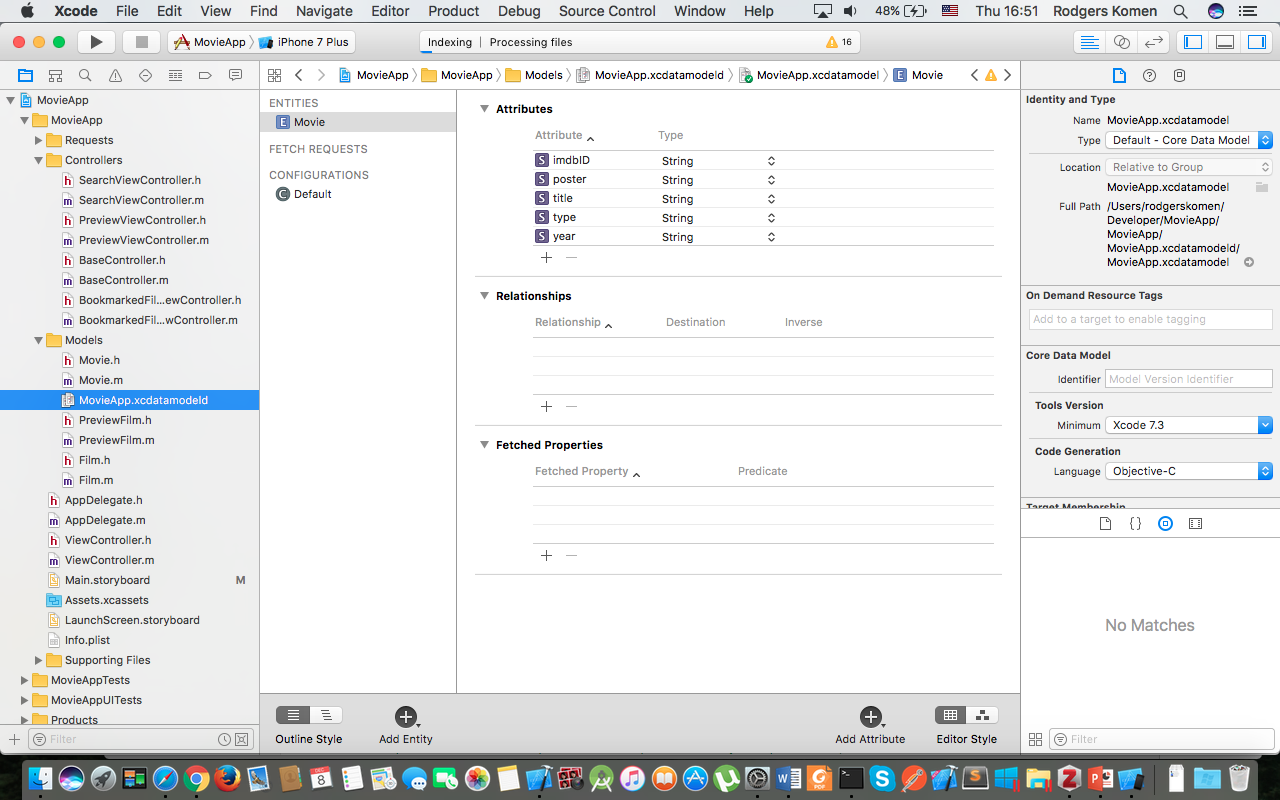 Xcode File Edit View Find Navigate Editor Product Debug Source Control Window Help 48% Thu 16:51 Rodgers Komen
MovieApp iPhone 7 Plus Indexing | Processing files 16
MovieApp MovieApp Models MovieApp.xcdatamodeld MovieApp.xcdatamodel E Movie
MovieApp
MovieApp
Requests
Controllers
h SearchViewController.h
m SearchViewController.m
h PreviewViewController.h
m PreviewViewController.m
h BaseController.h
m BaseController.m
h BookmarkedFil...ewController.h
m BookmarkedFil...wController.m
Models
h Movie.h
m Movie.m
MovieApp.xcdatamodeld
h PreviewFilm.h
m PreviewFilm.m
h Film.h
m Film.m
h AppDelegate.h
m AppDelegate.m
h ViewController.h
m ViewController.m
Main.storyboard M
Assets.xcassets
LaunchScreen.storyboard
Info.plist
Supporting Files
MovieAppTests
MovieAppUITests
Products
Filter
ENTITIES
E Movie
FETCH REQUESTS
CONFIGURATIONS
C Default
Attributes
Attribute Type
S imdbID String
S poster String
S title String
S type String
S year String
Relationships
Relationship Destination Inverse
Fetched Properties
Fetched Property Predicate
Outline Style Add Entity Add Attribute Editor Style
Identity and Type
Name MovieApp.xcdatamodel
Type Default - Core Data Model
Location Relative to Group
MovieApp.xcdatamodel
Full Path /Users/rodgerskomen/
Developer/MovieApp/
MovieApp/
MovieApp.xcdatamodeld/
MovieApp.xcdatamodel
On Demand Resource Tags
Add to a target to enable tagging
Core Data Model
Identifier Model Version Identifier
Tools Version
Minimum Xcode 7.3
Code Generation
Language Objective-C
Target Membership
{}
No Matches
Filter
8